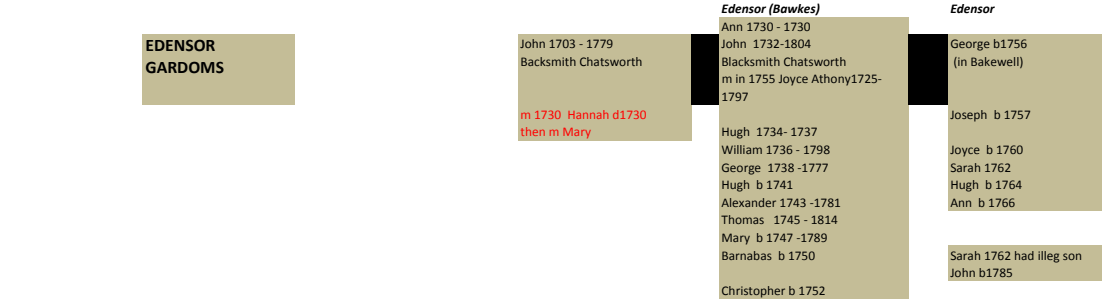 EDENSOR
GARDOMS
John 1703 - 1779
Backsmith Chatsworth
m 1730 Hannah d1730
then m Mary
Edensor (Bawkes)
Ann 1730 - 1730
John 1732-1804
Blacksmith Chatsworth
m in 1755 Joyce Athony1725-
1797
Hugh 1734- 1737
William 1736 - 1798
George 1738 -1777
Hugh b 1741
Alexander 1743 -1781
Thomas 1745 - 1814
Mary b 1747 -1789
Barnabas b 1750
Christopher b 1752
Edensor
George b1756
(in Bakewell)
Joseph b 1757
Joyce b 1760
Sarah 1762
Hugh b 1764
Ann b 1766
Sarah 1762 had illeg son
John b1785